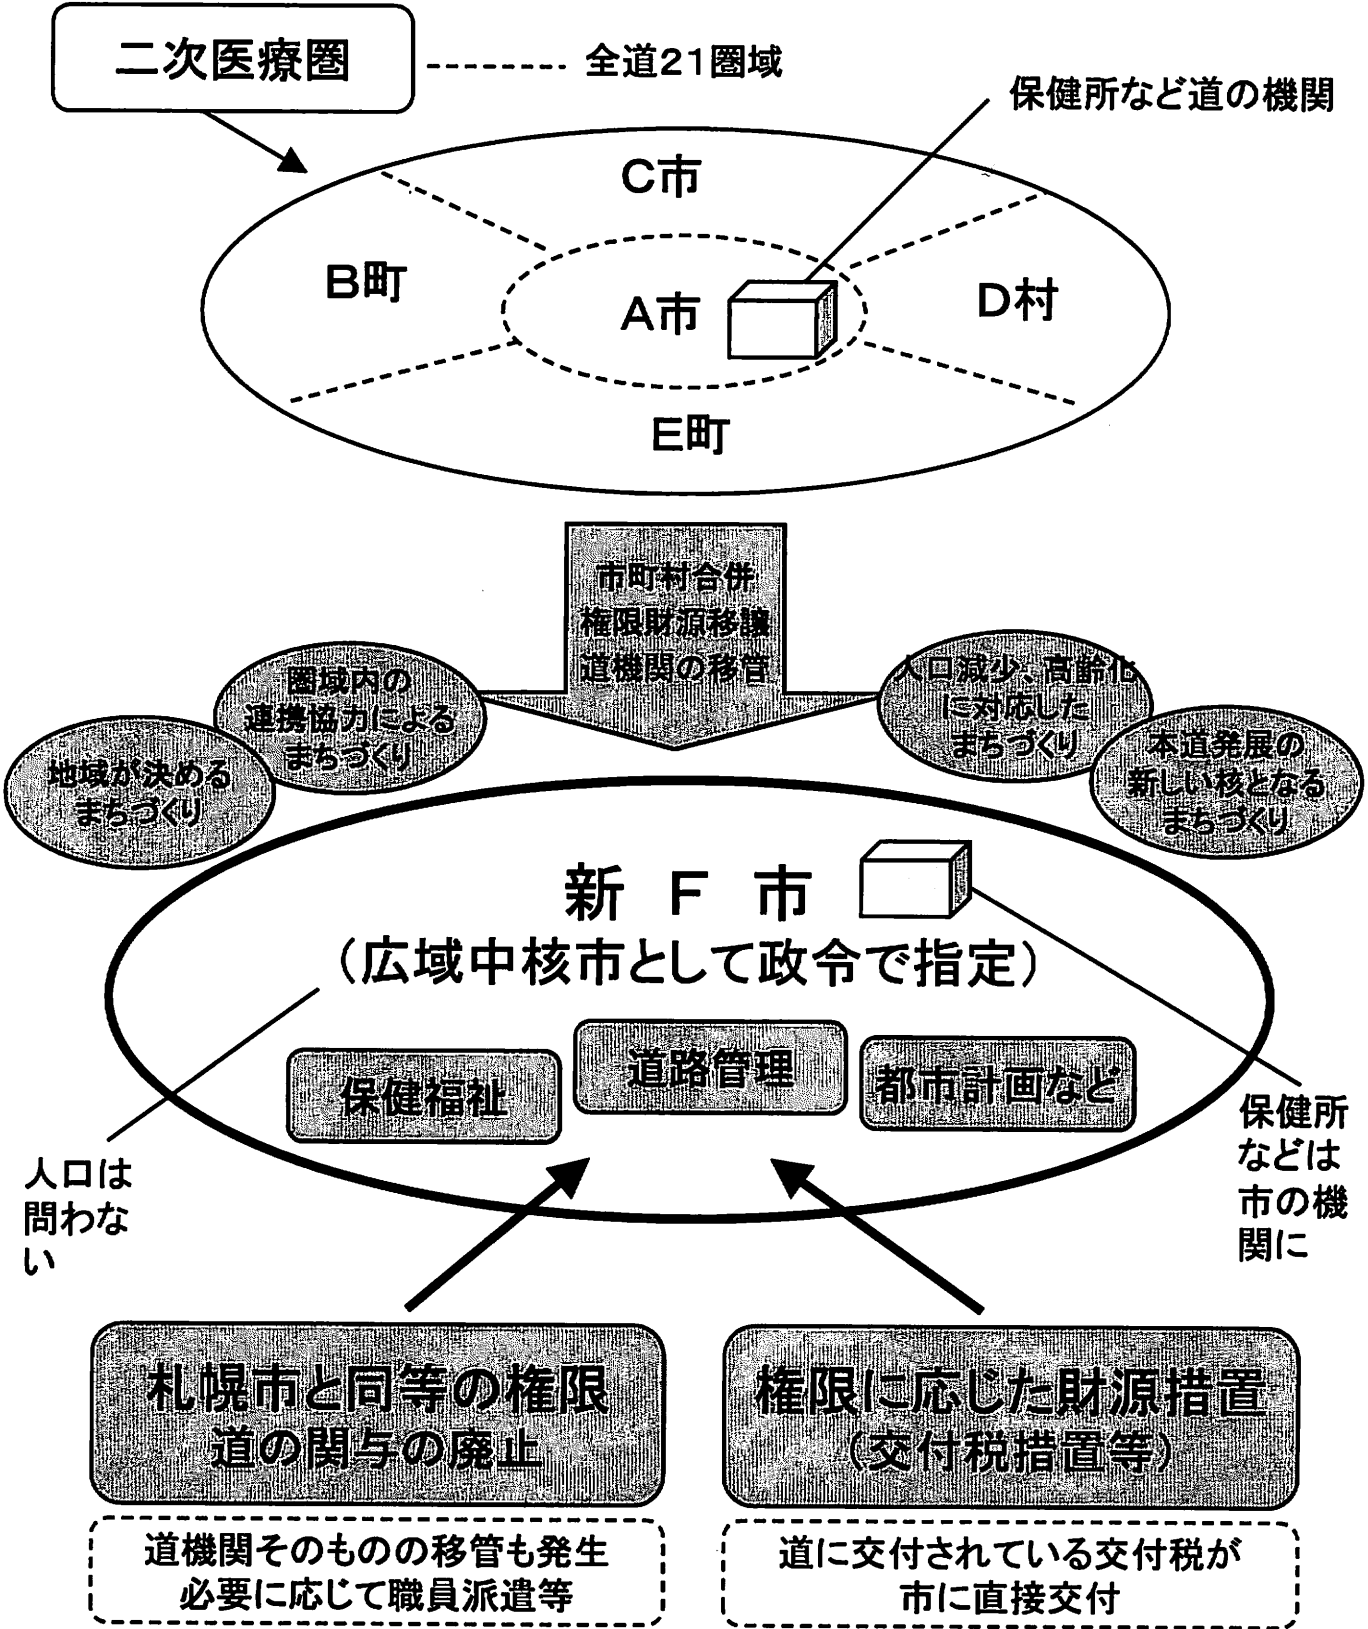 二次医療圏
全道21圏域
保健所など道の機関
C市
B町
A市
D村
E町
市町村合併
権限財源移譲
道機関の移管
圏域内の
連携協力による
まちづくり
地域が決める
まちづくり
人口減少、高齢化
に対応した
まちづくり
本道発展の
新しい核となる
まちづくり
新 F 市
（広域中核市として政令で指定）
保健福祉
道路管理
都市計画など
人口は
問わな
い
保健所
などは
市の機
関に
札幌市と同等の権限
道の関与の廃止
権限に応じた財源措置
（交付税措置等）
道機関そのものの移管も発生
必要に応じて職員派遣等
道に交付されている交付税が
市に直接交付